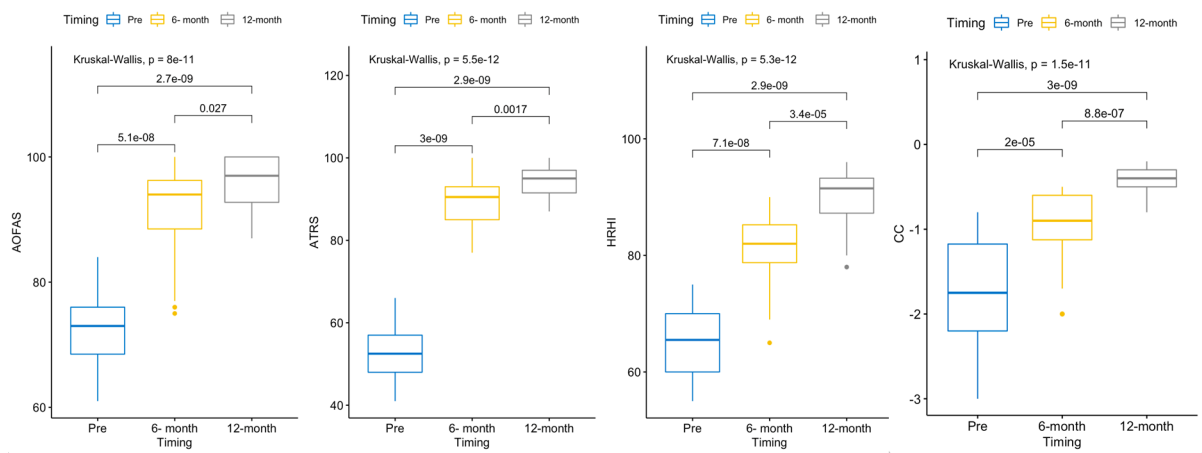 Timing Pre 6- month 12-month
Kruskal-Wallis, p = 8e-11
2.7e-09
0.027
5.1e-08
100
80
60
AOFAS
Pre 6- month 12-month
Timing
Timing Pre 6- month 12-month
Kruskal-Wallis, p = 5.5e-12
2.9e-09
0.0017
3e-09
120
100
80
60
40
ATRS
Pre 6- month 12-month
Timing
Timing Pre 6- month 12-month
Kruskal-Wallis, p = 5.3e-12
2.9e-09
3.4e-05
7.1e-08
100
80
60
HRHI
Pre 6- month 12-month
Timing
Timing Pre 6-month 12-month
Kruskal-Wallis, p = 1.5e-11
3e-09
8.8e-07
2e-05
1
0
-1
-2
-3
CC
Pre 6-month 12-month
Timing